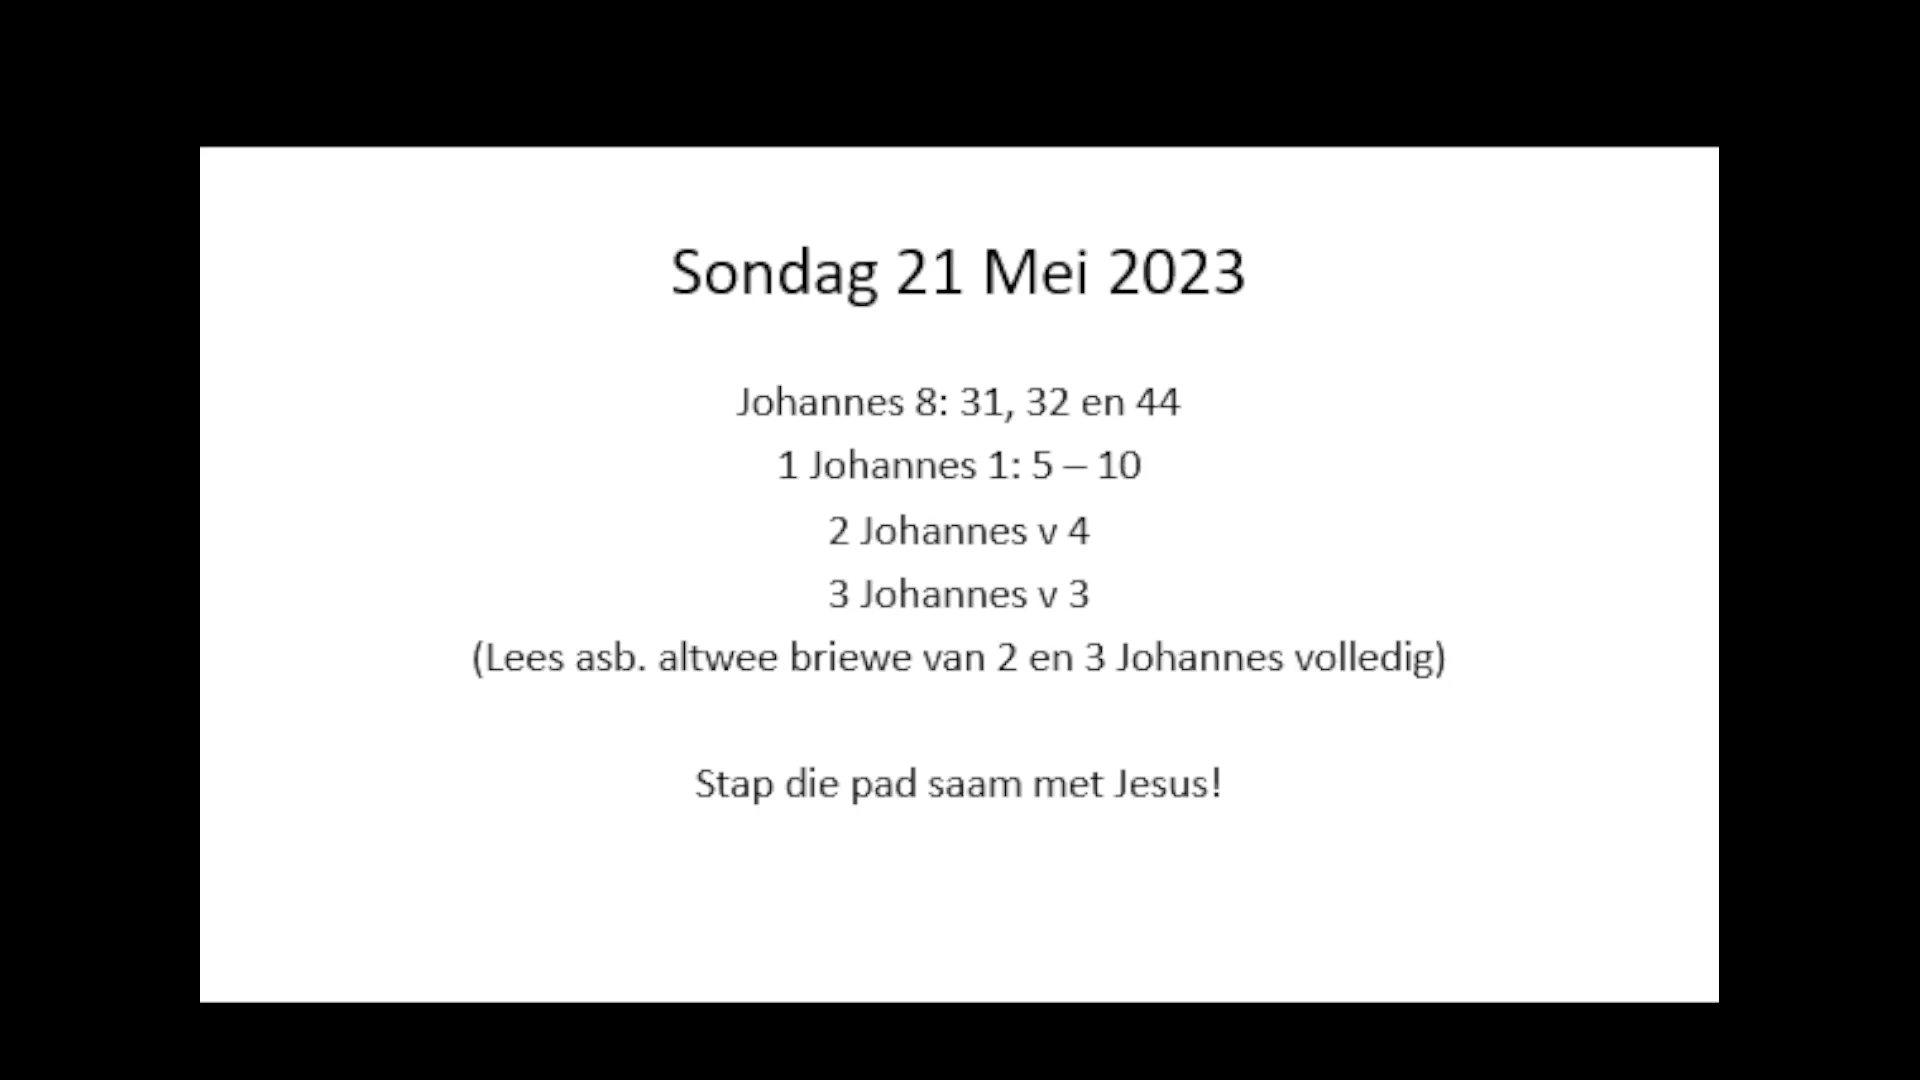 Sondag 21 Mei 2023
Johannes 8: 31, 32 en 44
1 Johannes 1: 5 – 10
2 Johannes v 4
3 Johannes v 3
(Lees asb. altwee briewe van 2 en 3 Johannes volledig)
Stap die pad saam met Jesus!